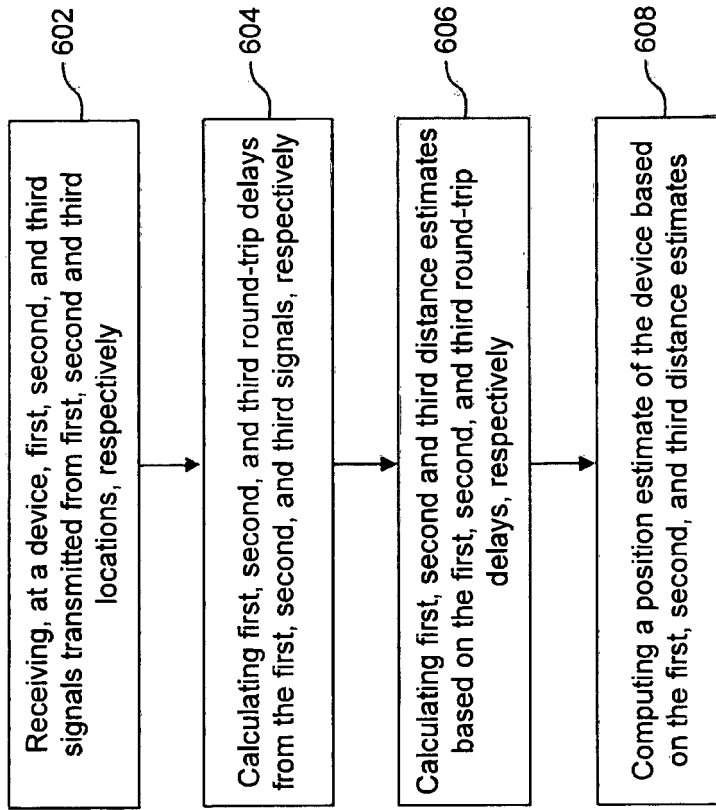 Receiving, at a device, first, second, and third
signals transmitted from first, second and third
locations, respectively
602
Calculating first, second, and third round-trip delays
from the first, second, and third signals, respectively
604
Calculating first, second and third distance estimates
based on the first, second, and third round-trip
delays, respectively
606
Computing a position estimate of the device based
on the first, second, and third distance estimates
608